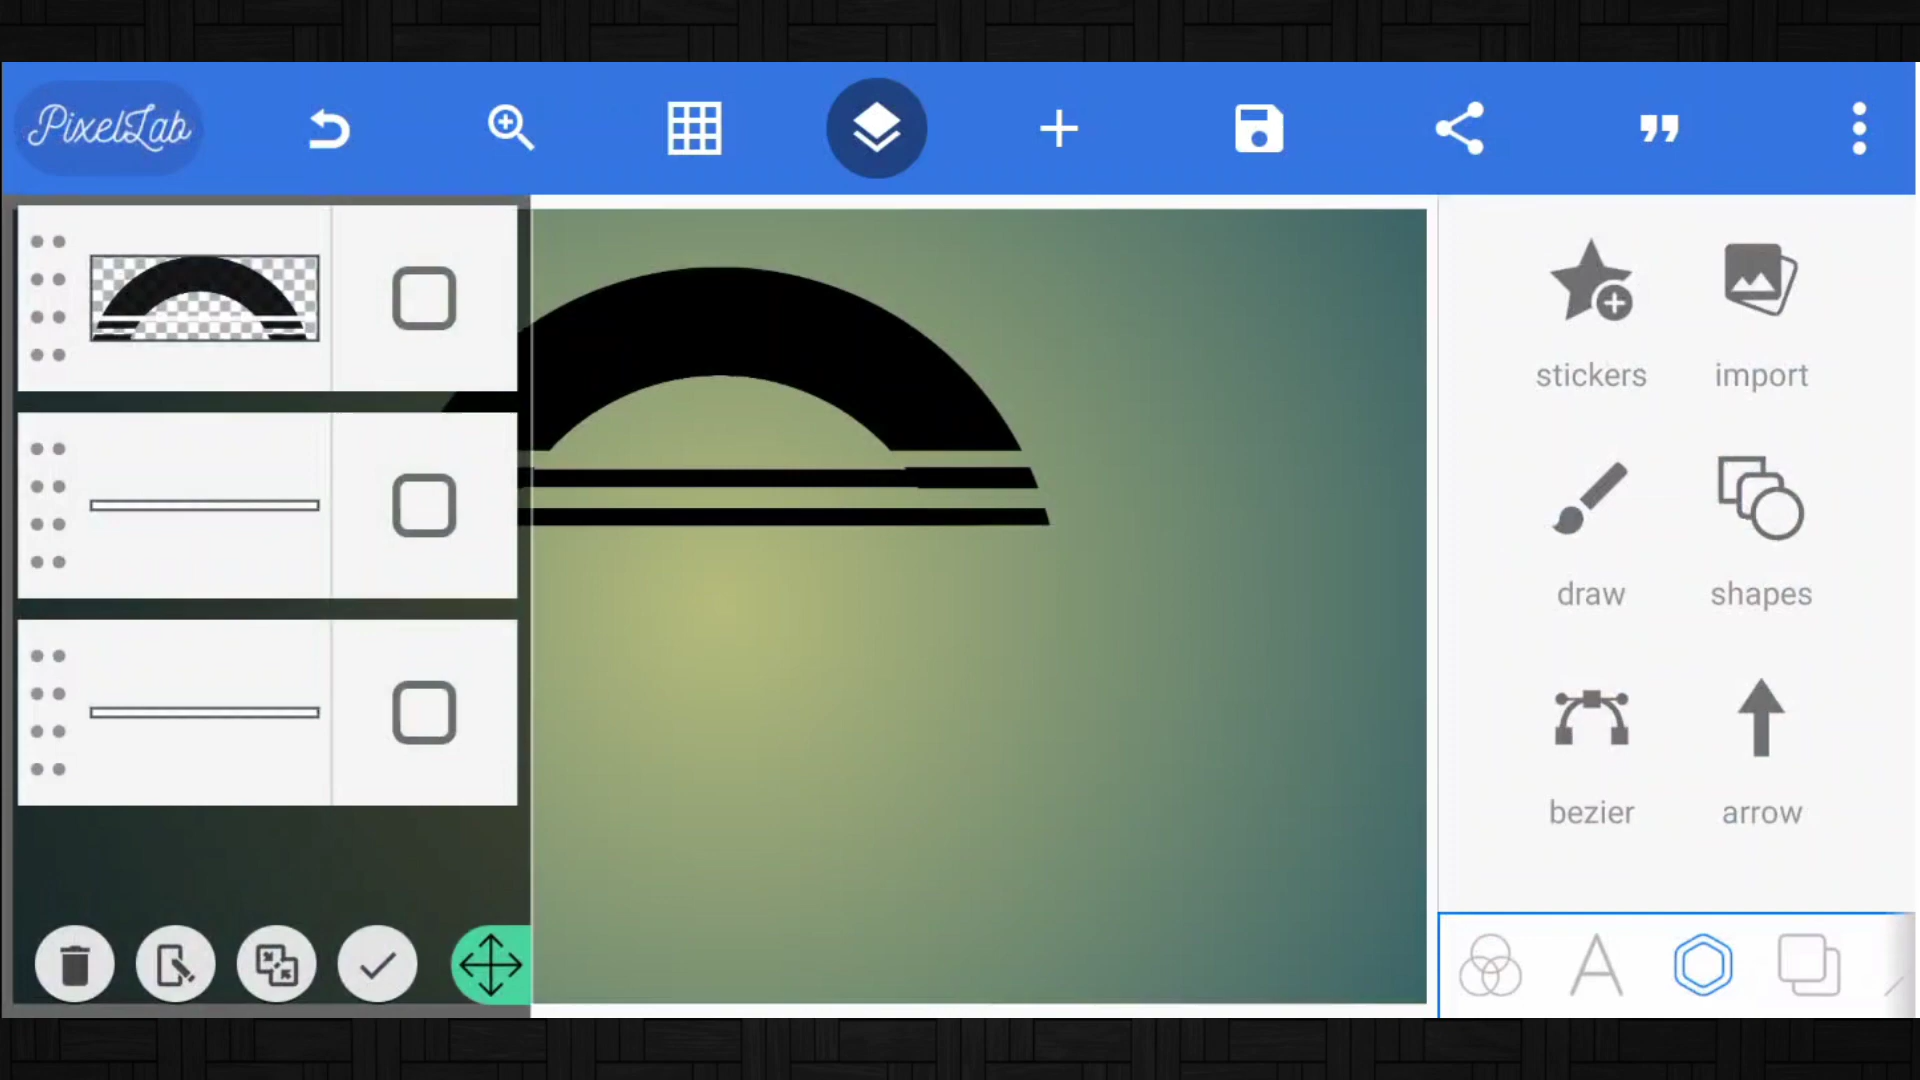 PixelLab
stickers
import
draw
shapes
bezier
arrow